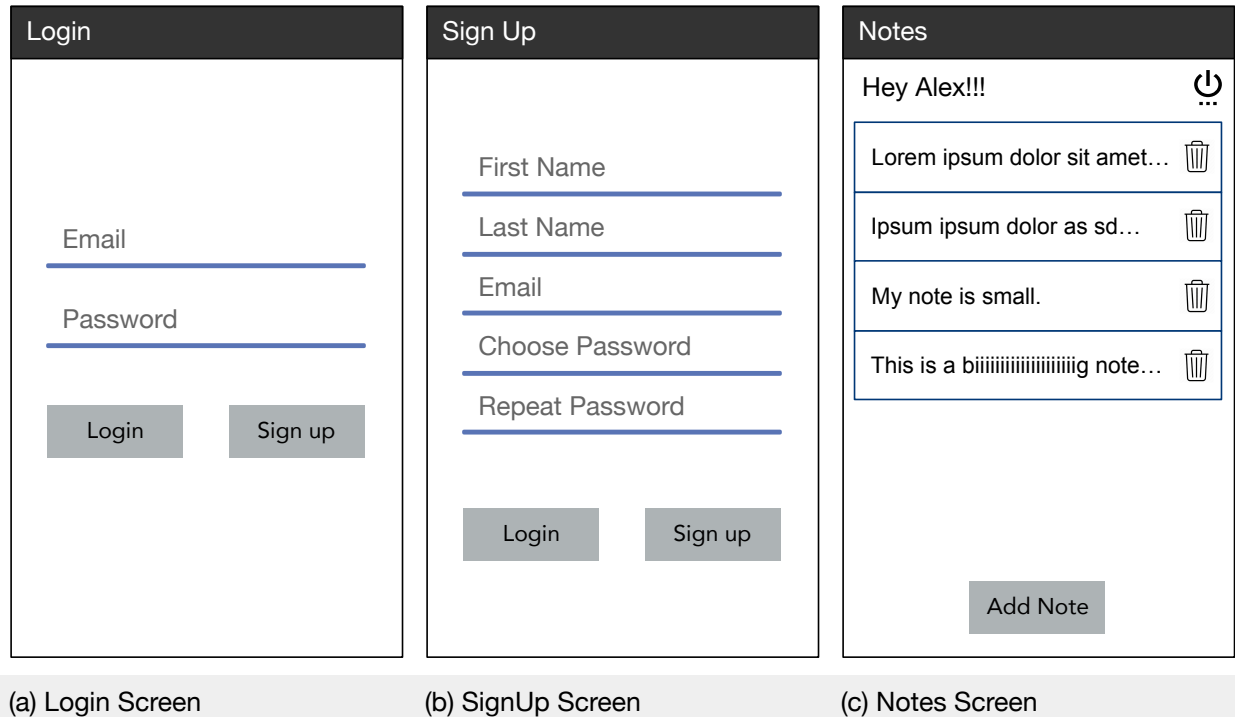 Login
Email
Password
Login
Sign up
(a) Login Screen
Sign Up
First Name
Last Name
Email
Choose Password
Repeat Password
Login
Sign up
(b) SignUp Screen
Notes
Hey Alex!!!
Lorem ipsum dolor sit amet…
Ipsum ipsum dolor as sd…
My note is small.
This is a biiiiiiiiiiiiiiiiiiiig note…
Add Note
(c) Notes Screen